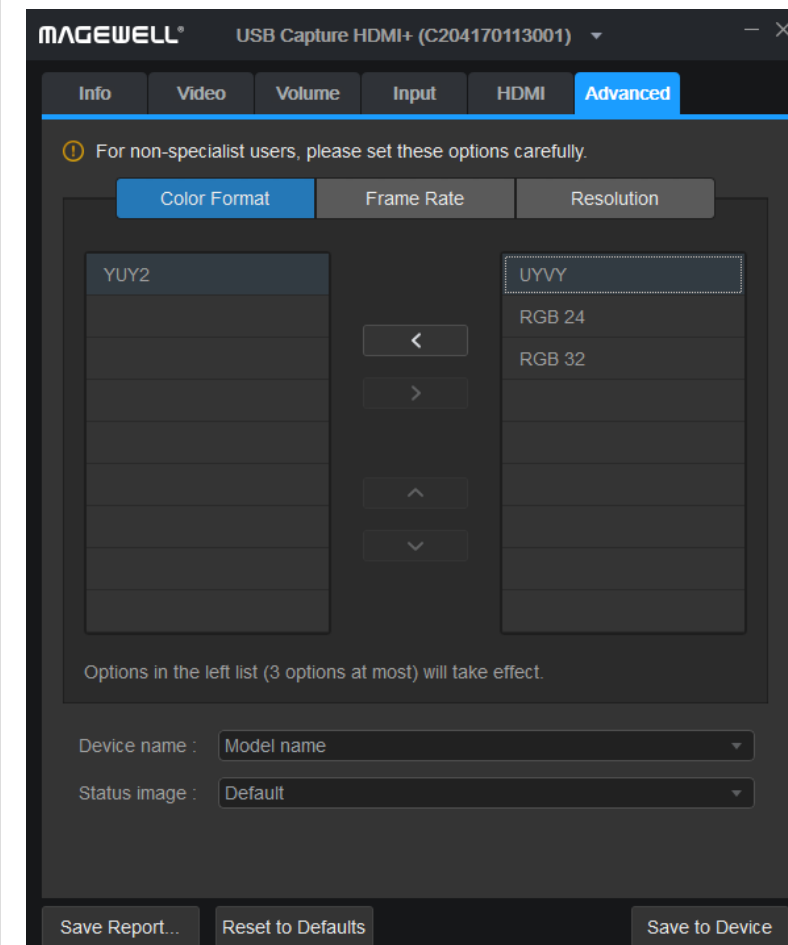 MAGEWELL® USB Capture HDMI+ (C204170113001)
Info Video Volume Input HDMI Advanced
For non-specialist users, please set these options carefully.
Color Format Frame Rate Resolution
YUY2 UYVY
RGB 24
RGB 32
Options in the left list (3 options at most) will take effect.
Device name : Model name
Status image : Default
Save Report... Reset to Defaults Save to Device